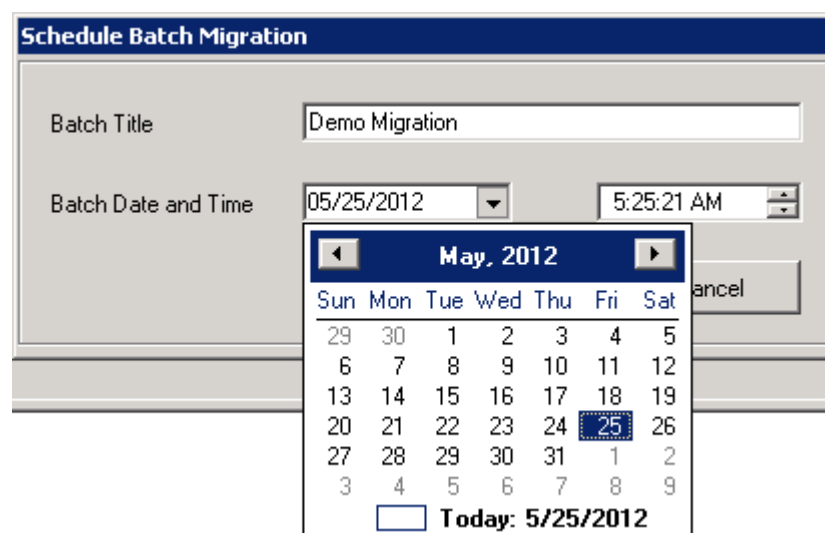 Schedule Batch Migration
Batch Title Demo Migration
Batch Date and Time 05/25/2012 5:25:21 AM
May, 2012
ancel
Sun Mon Tue Wed Thu Fri Sat
29 30 1 2 3 4 5
6 7 8 9 10 11 12
13 14 15 16 17 18 19
20 21 22 23 24 25 26
27 28 29 30 31 1 2
3 4 5 6 7 8 9
Today: 5/25/2012